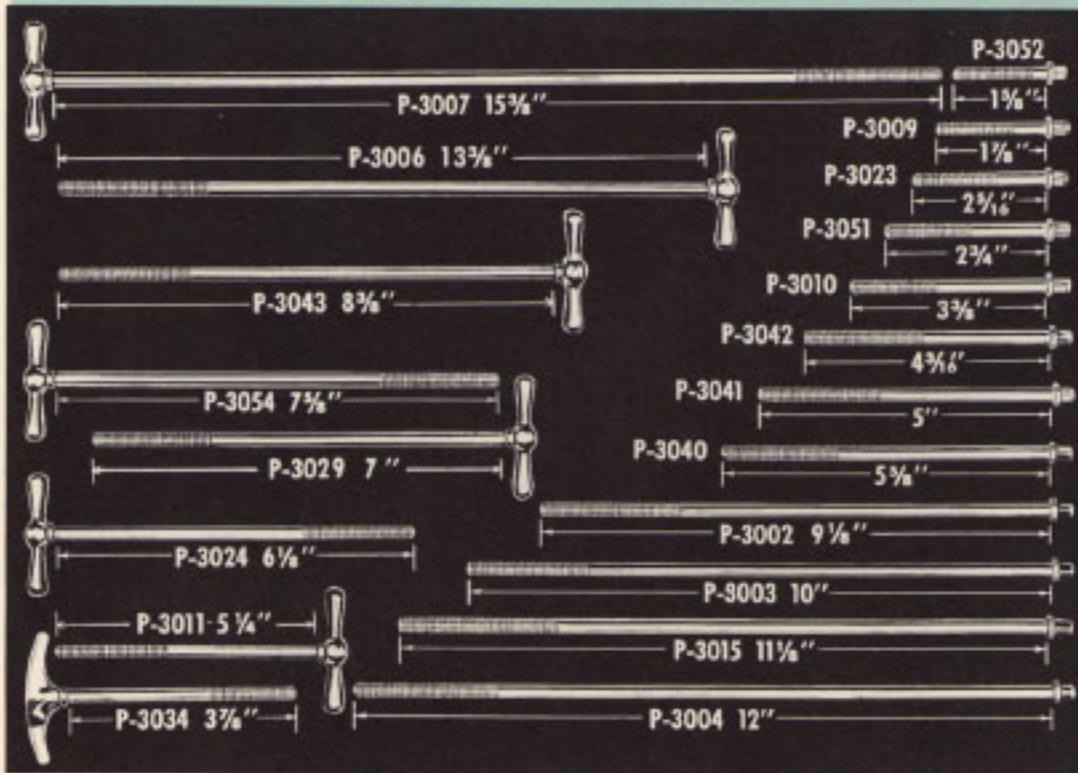 P-3052
1⅝"
P-3007 15⅜"
P-3009
1⅞"
P-3006 13⅜"
P-3023
2⁵⁄₁₆"
P-3051
2¾"
P-3010
P-3043 8⅜"
3⅜"
P-3042
4³⁄₁₆"
P-3041
P-3054 7⅝"
5"
P-3040
P-3029 7"
5⅝"
P-3002 9⅛"
P-3024 6⅛"
P-3003 10"
P-3011 5¼"
P-3015 11⅛"
P-3034 3⅞"
P-3004 12"